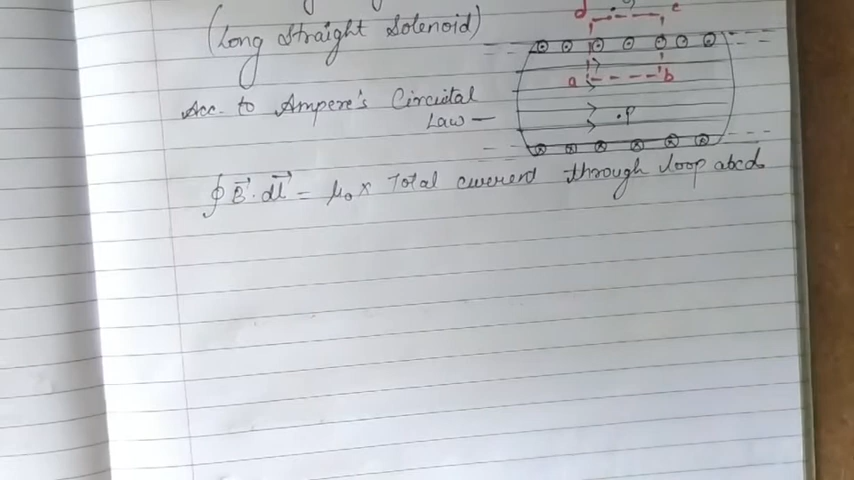 (Long Straight Solenoid)
d c
a b
Acc. to Ampere's Circuital
Law —
.P
∮ B⃗ . dl⃗ = μ₀ × Total current through loop abcd